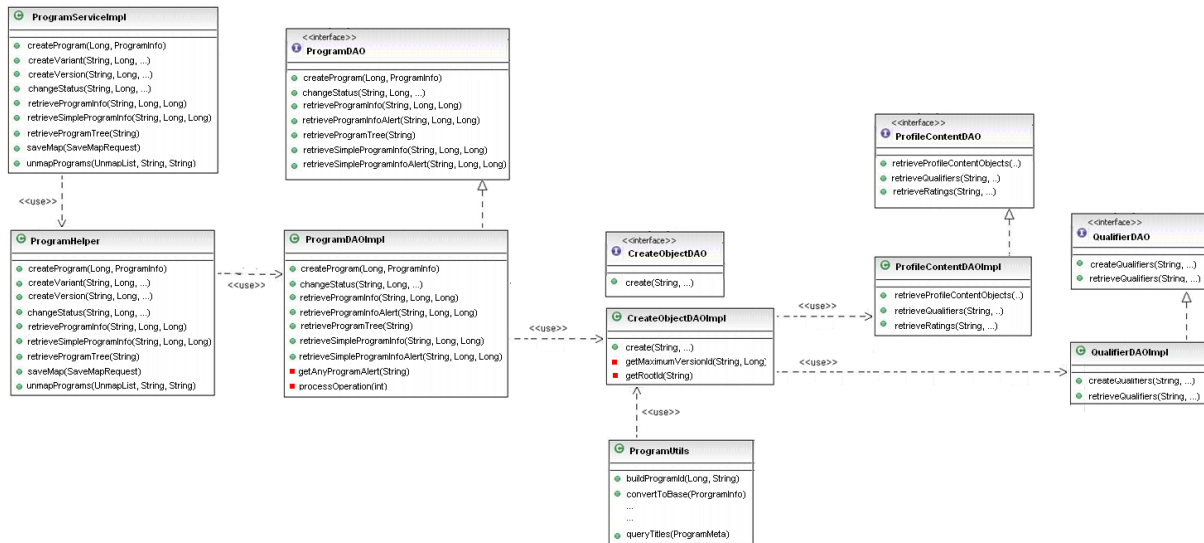 ProgramServiceImpl
createProgram(Long, ProgramInfo)
createVariant(String, Long, ...)
createVersion(String, Long, ...)
changeStatus(String, Long, ...)
retrieveProgramInfo(String, Long, Long)
retrieveSimpleProgramInfo(String, Long, Long)
retrieveProgramTree(String)
saveMap(SaveMapRequest)
unmapPrograms(UnmapList, String, String)
<<use>>
ProgramHelper
createProgram(Long, ProgramInfo)
createVariant(String, Long, ...)
createVersion(String, Long, ...)
changeStatus(String, Long, ...)
retrieveProgramInfo(String, Long, Long)
retrieveSimpleProgramInfo(String, Long, Long)
retrieveProgramTree(String)
saveMap(SaveMapRequest)
unmapPrograms(UnmapList, String, String)
<<use>>
<<interface>>
ProgramDAO
createProgram(Long, ProgramInfo)
changeStatus(String, Long, ...)
retrieveProgramInfo(String, Long, Long)
retrieveProgramInfoAlert(String, Long, Long)
retrieveProgramTree(String)
retrieveSimpleProgramInfo(String, Long, Long)
retrieveSimpleProgramInfoAlert(String, Long, Long)
ProgramDAOImpl
createProgram(Long, ProgramInfo)
changeStatus(String, Long, ...)
retrieveProgramInfo(String, Long, Long)
retrieveProgramInfoAlert(String, Long, Long)
retrieveProgramTree(String)
retrieveSimpleProgramInfo(String, Long, Long)
retrieveSimpleProgramInfoAlert(String, Long, Long)
getAnyProgramAlert(String)
processOperation(int)
<<use>>
<<interface>>
CreateObjectDAO
create(String, ...)
CreateObjectDAOImpl
create(String, ...)
getMaximumVersionId(String, Long)
getRootId(String)
<<use>>
ProgramUtils
buildProgramId(Long, String)
convertToBase(ProrgramInfo)
...
...
queryTitles(ProgramMeta)
<<use>>
<<use>>
<<interface>>
ProfileContentDAO
retrieveProfileContentObjects(..)
retrieveQualifiers(String, ..)
retrieveRatings(String, ...)
ProfileContentDAOImpl
retrieveProfileContentObjects(..)
retrieveQualifiers(String, ..)
retrieveRatings(String, ...)
<<interface>>
QualifierDAO
createQualifiers(String, ...)
retrieveQualifiers(String, ...)
QualifierDAOImpl
createQualifiers(String, ...)
retrieveQualifiers(String, ...)